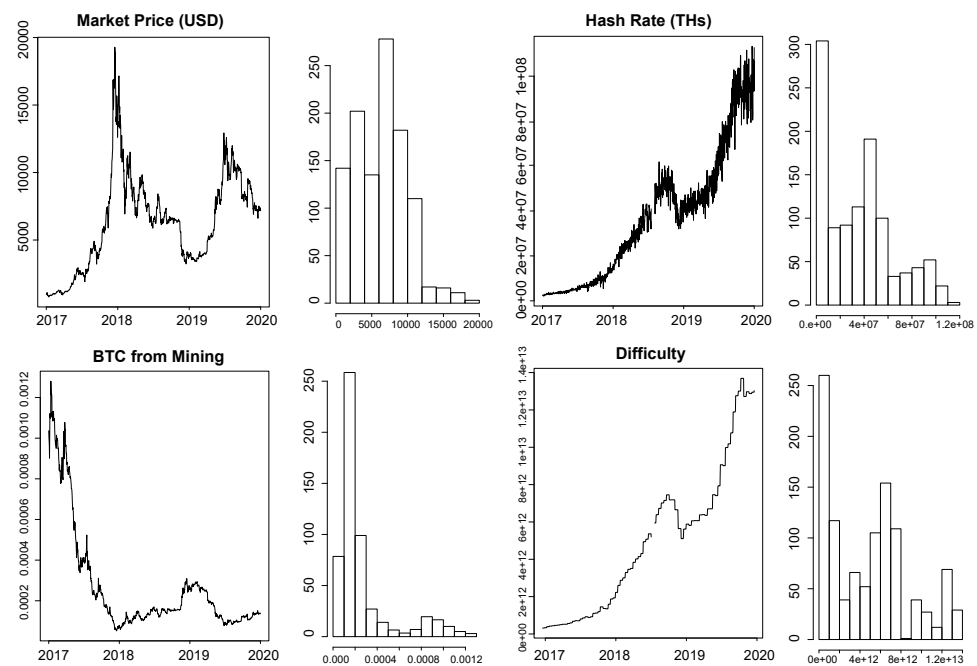 Market Price (USD)
5000 10000 15000 20000
2017 2018 2019 2020
0 50 100 150 200 250
0 5000 10000 15000 20000
Hash Rate (THs)
0e+00 2e+07 4e+07 6e+07 8e+07 1e+08
2017 2018 2019 2020
0 50 100 150 200 250 300
0.e+00 4e+07 8e+07 1.2e+08
BTC from Mining
0.0002 0.0004 0.0006 0.0008 0.0010 0.0012
2017 2018 2019 2020
0 50 100 150 200 250
0.000 0.0004 0.0008 0.0012
Difficulty
0e+00 2e+12 4e+12 6e+12 8e+12 1e+13 1.2e+13 1.4e+13
2017 2018 2019 2020
0 50 100 150 200 250
0e+00 4e+12 8e+12 1.2e+13